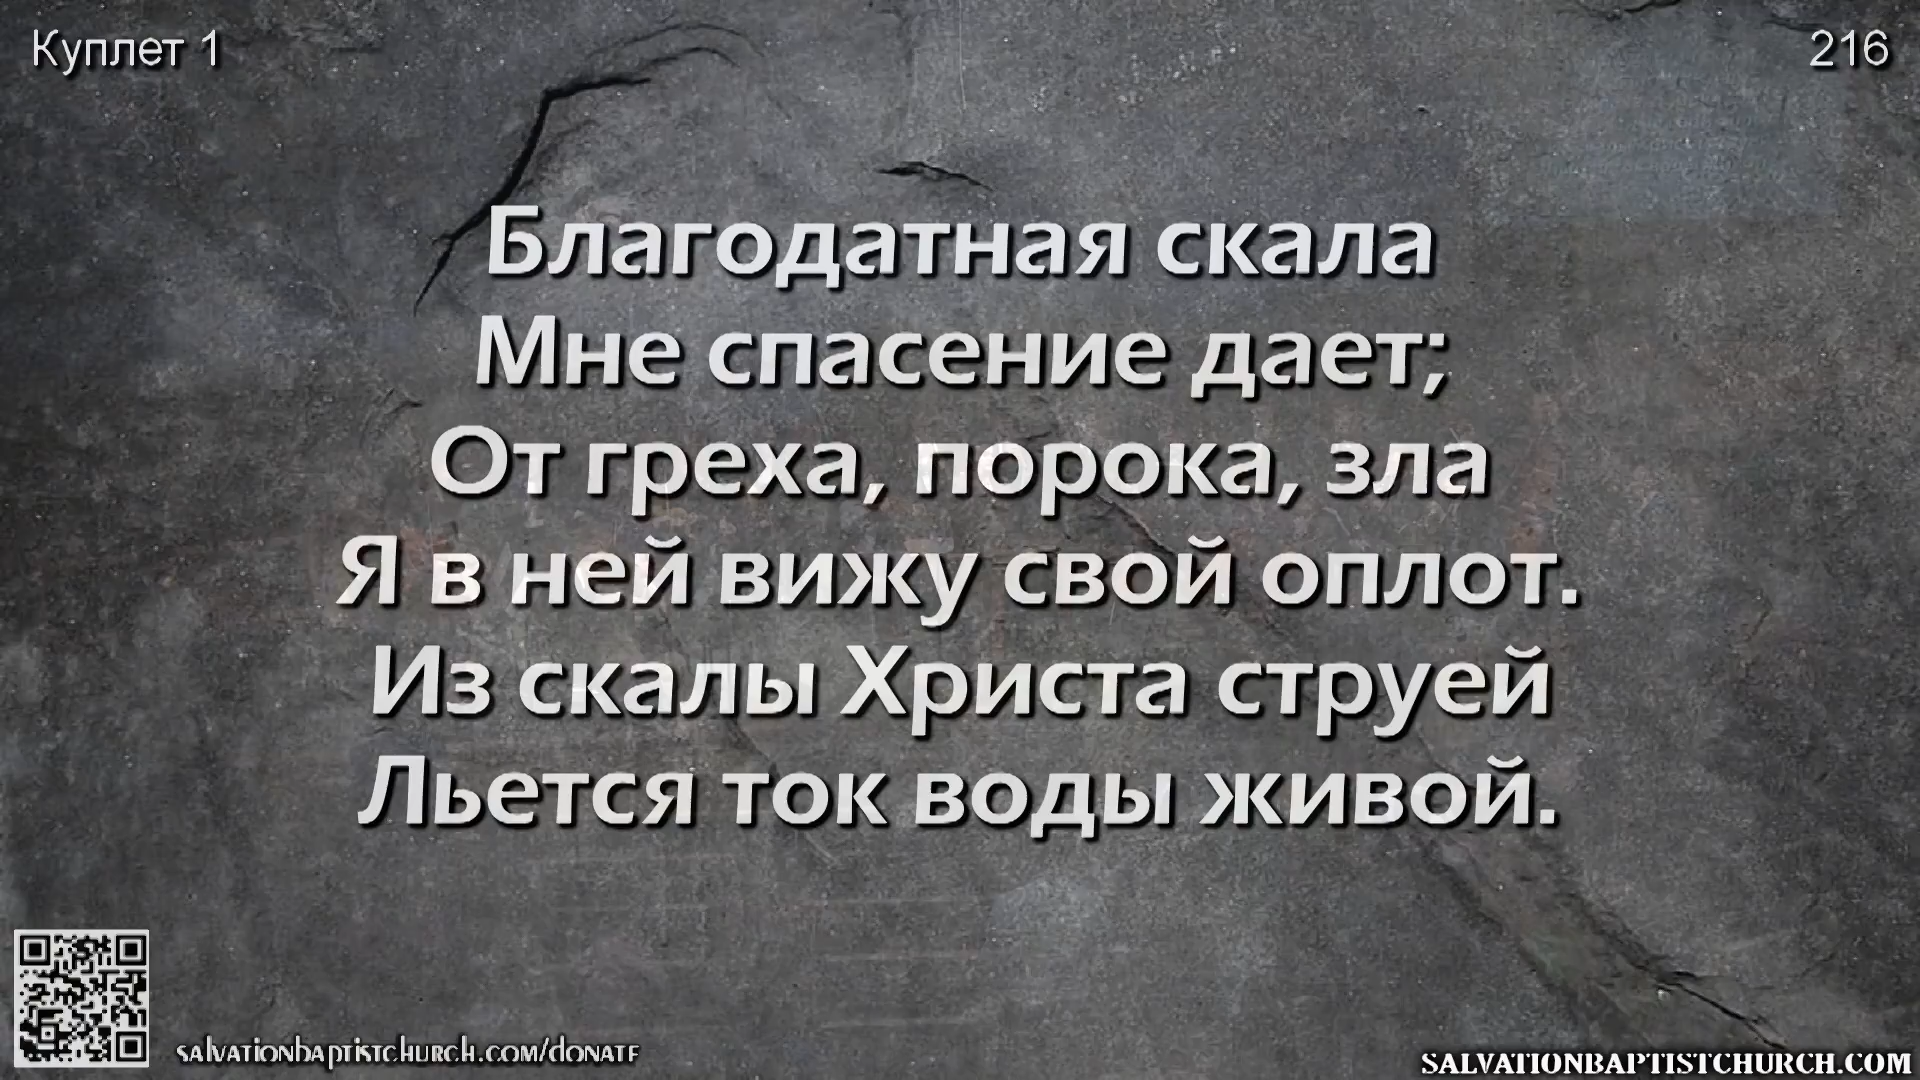 Куплет 1
216
Благодатная скала
Мне спасение дает;
От греха, порока, зла
Я в ней вижу свой оплот.
Из скалы Христа струей
Льется ток воды живой.
salvationbaptistchurch.com/donate
SALVATIONBAPTISTCHURCH.COM